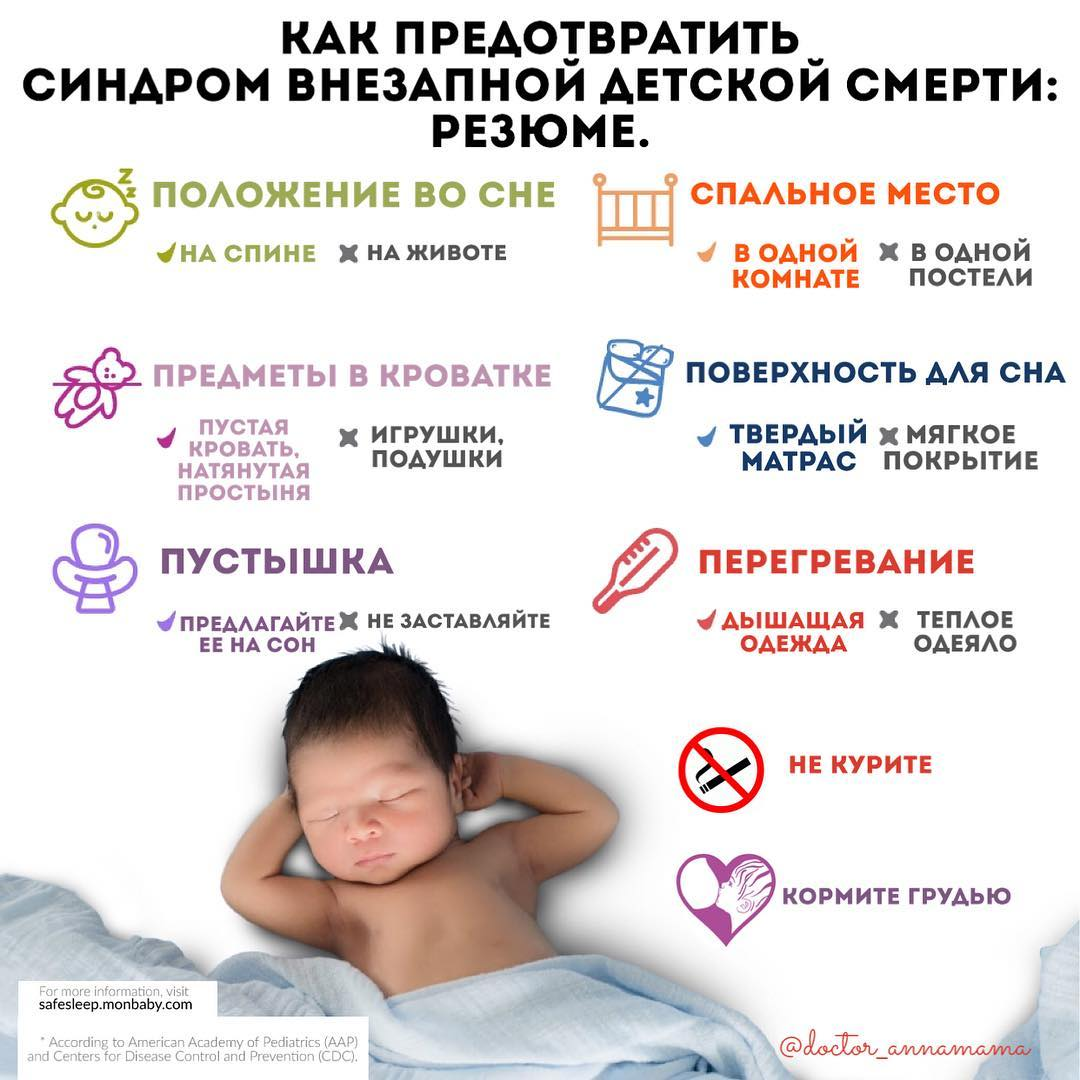 КАК ПРЕДОТВРАТИТЬ
СИНДРОМ ВНЕЗАПНОЙ ДЕТСКОЙ СМЕРТИ:
РЕЗЮМЕ.
ПОЛОЖЕНИЕ ВО СНЕ
НА СПИНЕ
НА ЖИВОТЕ
СПАЛЬНОЕ МЕСТО
В ОДНОЙ
КОМНАТЕ
В ОДНОЙ
ПОСТЕЛИ
ПРЕДМЕТЫ В КРОВАТКЕ
ПУСТАЯ
КРОВАТЬ,
НАТЯНУТАЯ
ПРОСТЫНЯ
ИГРУШКИ,
ПОДУШКИ
ПОВЕРХНОСТЬ ДЛЯ СНА
ТВЕРДЫЙ
МАТРАС
МЯГКОЕ
ПОКРЫТИЕ
ПУСТЫШКА
ПРЕДЛАГАЙТЕ
ЕЕ НА СОН
НЕ ЗАСТАВЛЯЙТЕ
ПЕРЕГРЕВАНИЕ
ДЫШАЩАЯ
ОДЕЖДА
ТЕПЛОЕ
ОДЕЯЛО
НЕ КУРИТЕ
КОРМИТЕ ГРУДЬЮ
For more information, visit
safesleep.monbaby.com
* According to American Academy of Pediatrics (AAP)
and Centers for Disease Control and Prevention (CDC).
@doctor_annamama